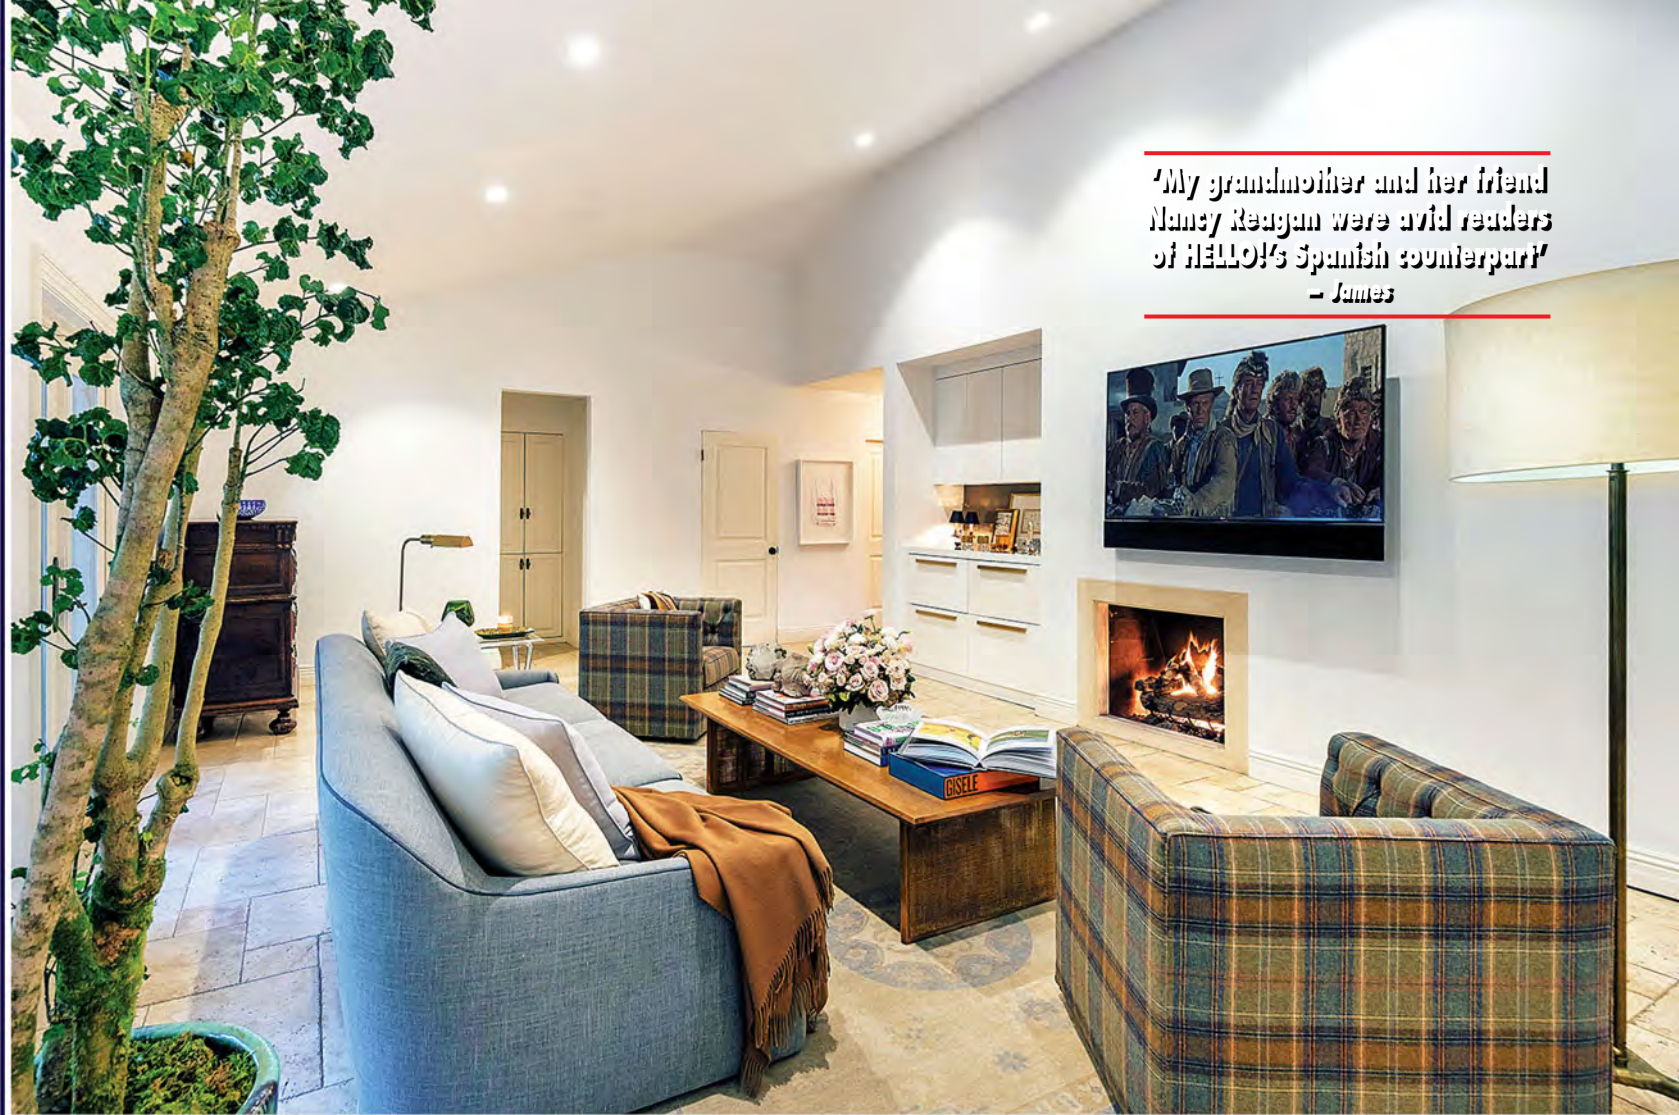 ‘My grandmother and her friend
Nancy Reagan were avid readers
of HELLO!’s Spanish counterpart’
– James
GISELE